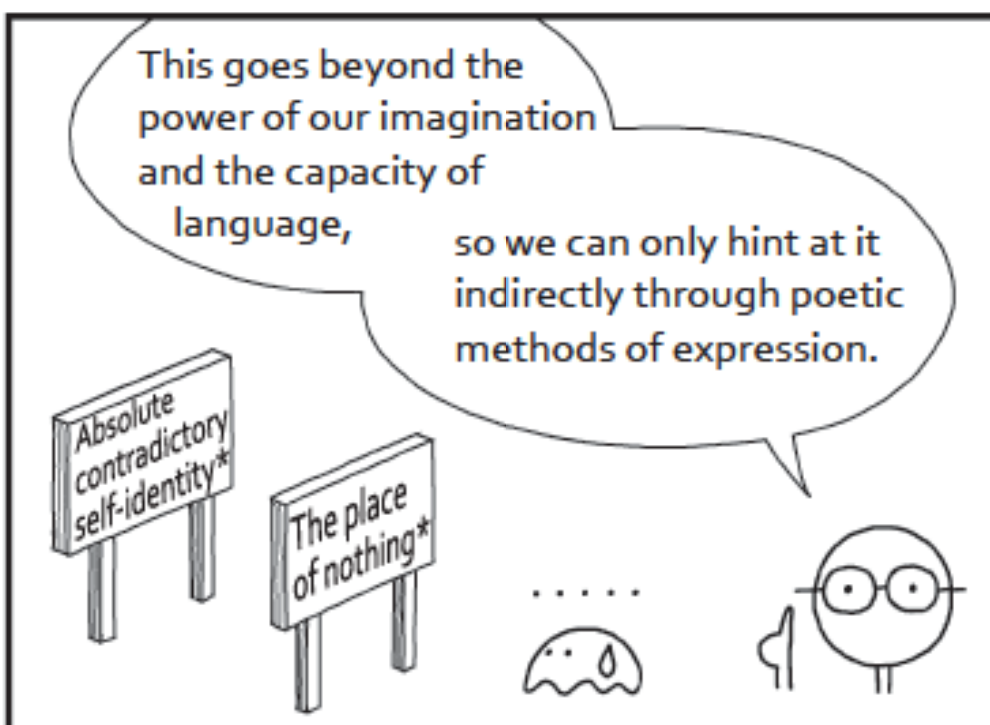 This goes beyond the
power of our imagination
and the capacity of
language,
so we can only hint at it
indirectly through poetic
methods of expression.
Absolute
contradictory
self-identity*
The place
of nothing*
.....